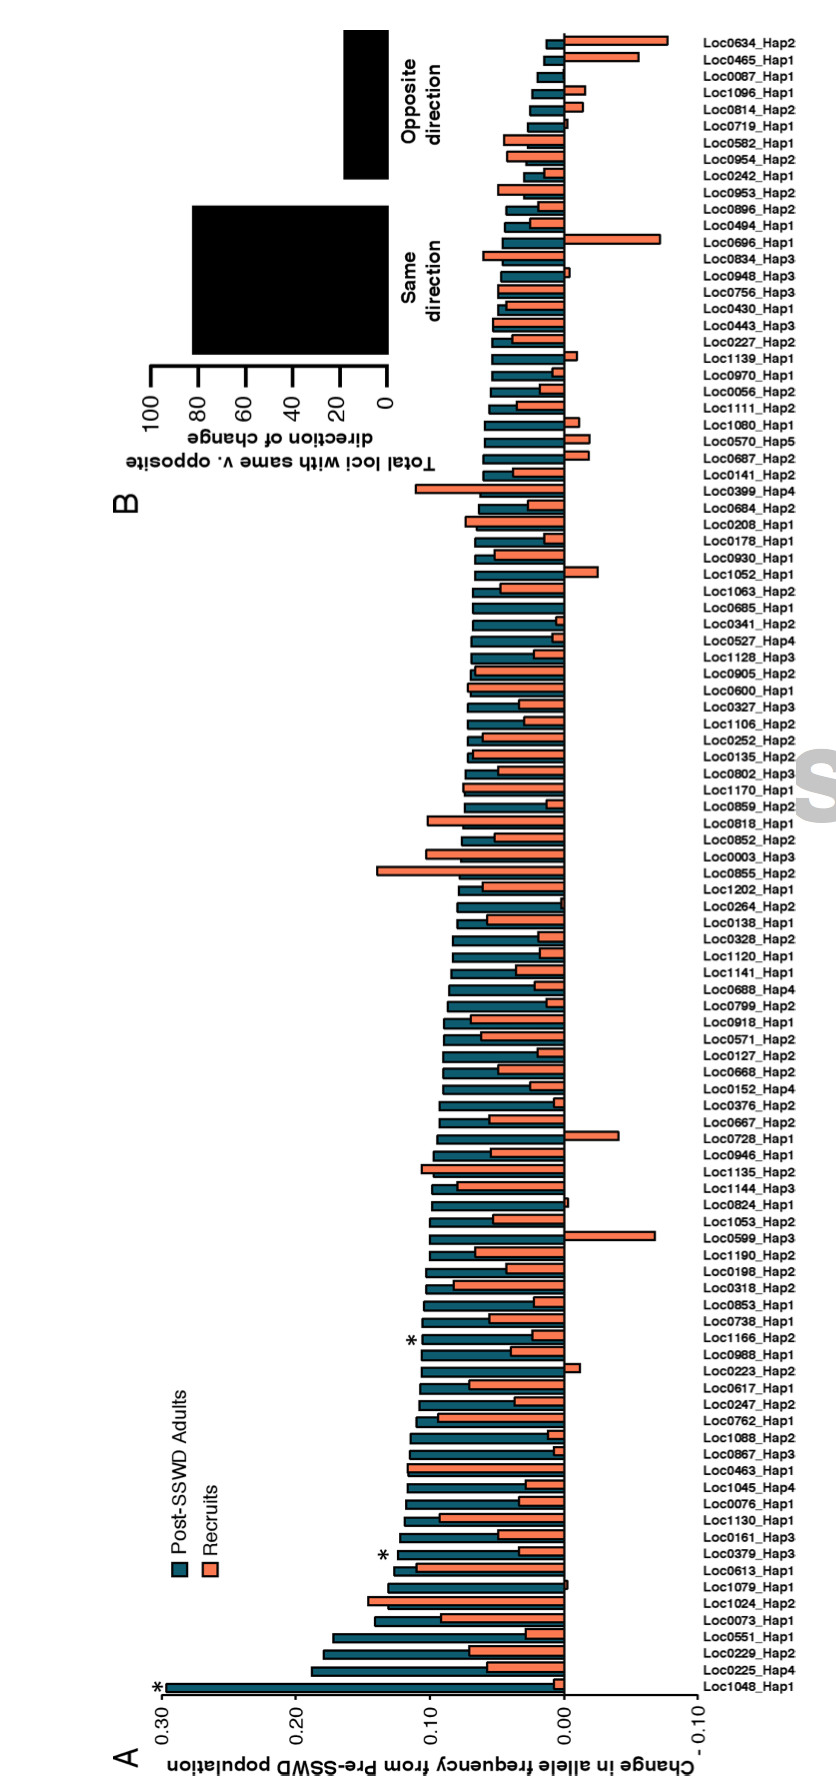 A
Change in allele frequency from Pre-SSWD population
0.30
0.20
0.10
0.00
- 0.10
Post-SSWD Adults
Recruits
*
*
*
Loc1048_Hap1
Loc0225_Hap4
Loc0229_Hap2
Loc0551_Hap1
Loc0073_Hap1
Loc1024_Hap2
Loc1079_Hap1
Loc0613_Hap1
Loc0379_Hap3
Loc0161_Hap3
Loc1130_Hap1
Loc0076_Hap1
Loc1045_Hap4
Loc0463_Hap1
Loc0867_Hap3
Loc1088_Hap2
Loc0762_Hap1
Loc0247_Hap2
Loc0617_Hap1
Loc0223_Hap2
Loc0988_Hap1
Loc1166_Hap2
Loc0738_Hap1
Loc0853_Hap1
Loc0318_Hap2
Loc0198_Hap2
Loc1190_Hap2
Loc0599_Hap3
Loc1053_Hap2
Loc0824_Hap1
Loc1144_Hap3
Loc1135_Hap2
Loc0946_Hap1
Loc0728_Hap1
Loc0667_Hap2
Loc0376_Hap2
Loc0152_Hap4
Loc0668_Hap2
Loc0127_Hap2
Loc0571_Hap2
Loc0918_Hap1
Loc0799_Hap2
Loc0688_Hap4
Loc1141_Hap1
Loc1120_Hap1
Loc0328_Hap2
Loc0138_Hap1
Loc0264_Hap2
Loc1202_Hap1
Loc0855_Hap2
Loc0003_Hap3
Loc0852_Hap2
Loc0818_Hap1
Loc0859_Hap2
Loc1170_Hap1
Loc0802_Hap3
Loc0135_Hap2
Loc0252_Hap2
Loc1106_Hap2
Loc0327_Hap3
Loc0600_Hap1
Loc0905_Hap2
Loc1128_Hap3
Loc0527_Hap4
Loc0341_Hap2
Loc0685_Hap1
Loc1063_Hap2
Loc1052_Hap1
Loc0930_Hap1
Loc0178_Hap1
Loc0208_Hap1
Loc0684_Hap2
Loc0399_Hap4
Loc0141_Hap2
Loc0687_Hap2
Loc0570_Hap5
Loc1080_Hap1
Loc1111_Hap2
Loc0056_Hap2
Loc0970_Hap1
Loc1139_Hap1
Loc0227_Hap2
Loc0443_Hap3
Loc0430_Hap1
Loc0756_Hap3
Loc0948_Hap3
Loc0834_Hap3
Loc0696_Hap1
Loc0494_Hap1
Loc0896_Hap2
Loc0953_Hap2
Loc0242_Hap1
Loc0954_Hap2
Loc0582_Hap1
Loc0719_Hap1
Loc0814_Hap2
Loc1096_Hap1
Loc0087_Hap1
Loc0465_Hap1
Loc0634_Hap2
B
Total loci with same v. opposite
direction of change
100
80
60
40
20
0
Same
direction
Opposite
direction
s